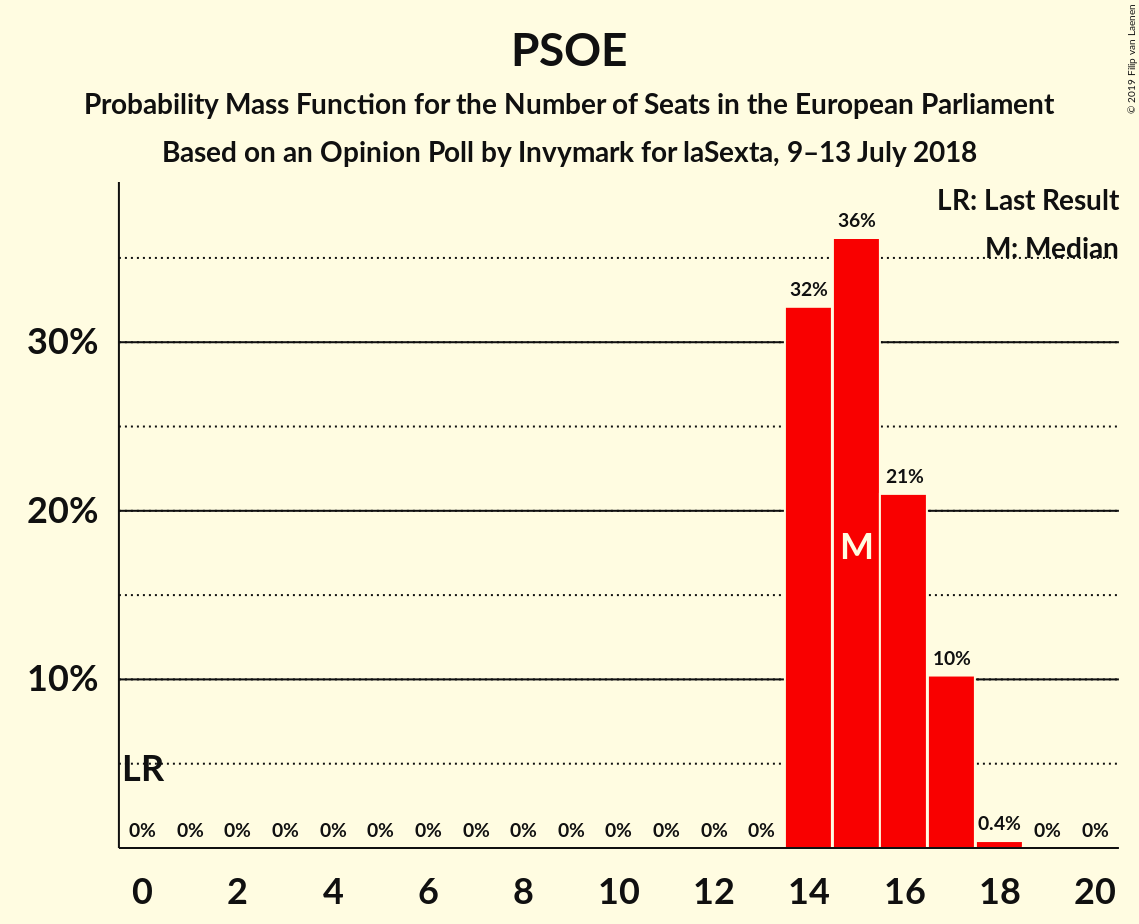 © 2019 Filip van Laenen
PSOE
Probability Mass Function for the Number of Seats in the European Parliament
Based on an Opinion Poll by Invymark for laSexta, 9–13 July 2018
LR: Last Result
M: Median
36%
32%
30%
21%
20%
M
10%
10%
LR
0% 0% 0% 0% 0% 0% 0% 0% 0% 0% 0% 0% 0% 0% 0.4% 0% 0%
0 2 4 6 8 10 12 14 16 18 20